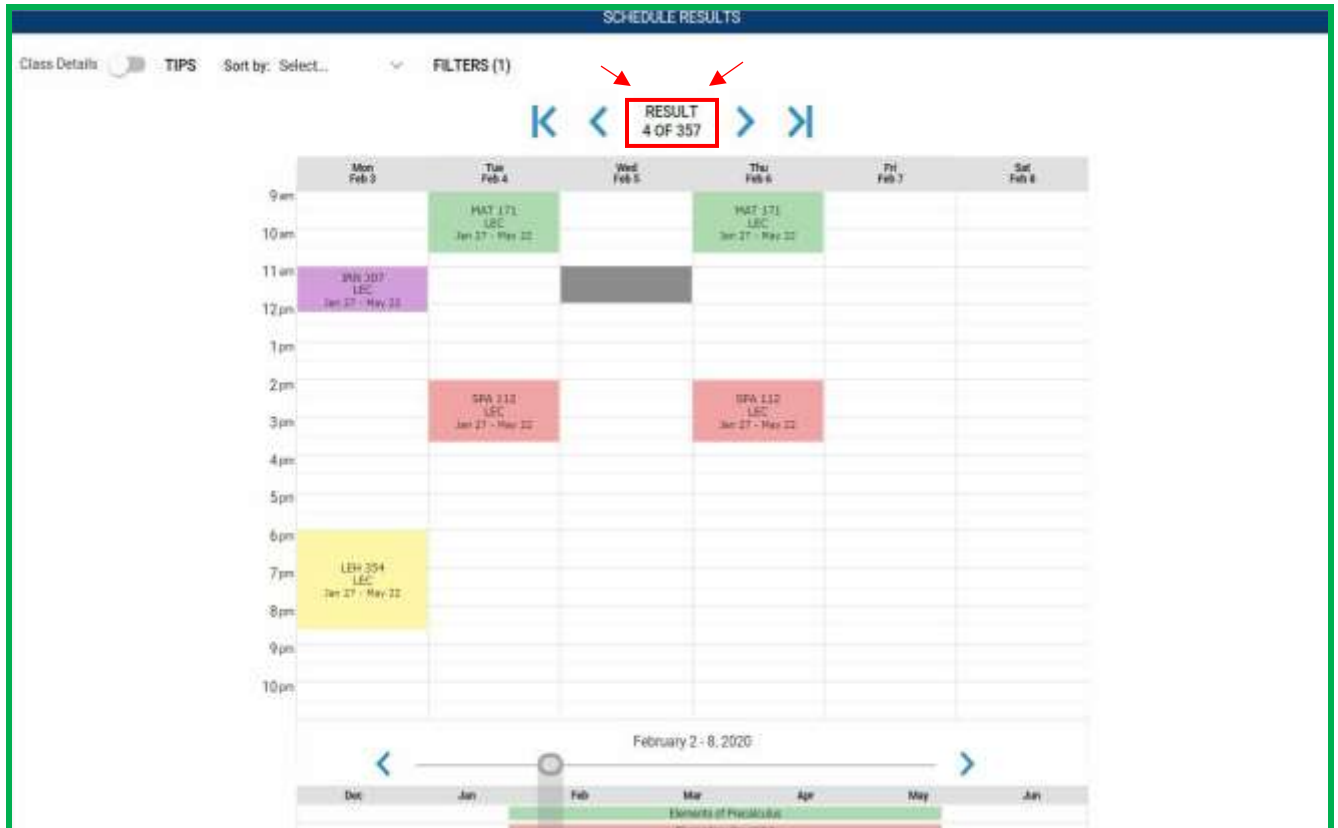 SCHEDULE RESULTS
Class Details TIPS Sort by: Select... FILTERS (1)
RESULT
4 OF 357
Mon Tue Wed Thu Fri Sat
Feb 3 Feb 4 Feb 5 Feb 6 Feb 7 Feb 8
9 am
MAT 171 MAT 171
LEC LEC
10 am Jan 27 - May 22 Jan 27 - May 22
11 am
307
LEC
12 pm Jan 27 - May 22
1 pm
2 pm
SPA 112 SPA 112
LEC LEC
3 pm Jan 27 - May 22 Jan 27 - May 22
4 pm
5 pm
6 pm
7 pm LEH 354
LEC
Jan 27 - May 22
8 pm
9 pm
10 pm
February 2 - 8, 2020
Dec Jan Feb Mar Apr May Jun
Elements of Precalculus